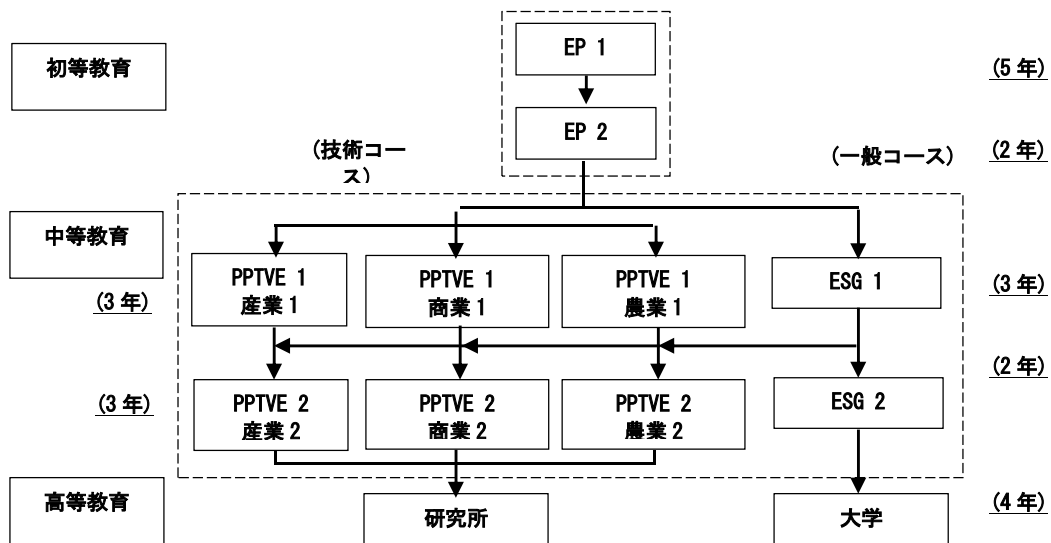 EP 1
初等教育
(5 年)
EP 2
(技術コー
ス)
(一般コース)
(2 年)
中等教育
PPTVE 1
産業1
PPTVE 1
商業1
PPTVE 1
農業1
ESG 1
(3 年)
(3 年)
(2 年)
(3 年)
PPTVE 2
産業2
PPTVE 2
商業2
PPTVE 2
農業2
ESG 2
高等教育
研究所
大学
(4 年)